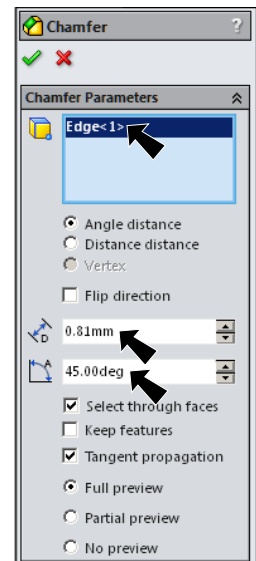 Chamfer ?
Chamfer Parameters
Edge<1>
Angle distance
Distance distance
Vertex
Flip direction
D
0.81mm
A
45.00deg
Select through faces
Keep features
Tangent propagation
Full preview
Partial preview
No preview